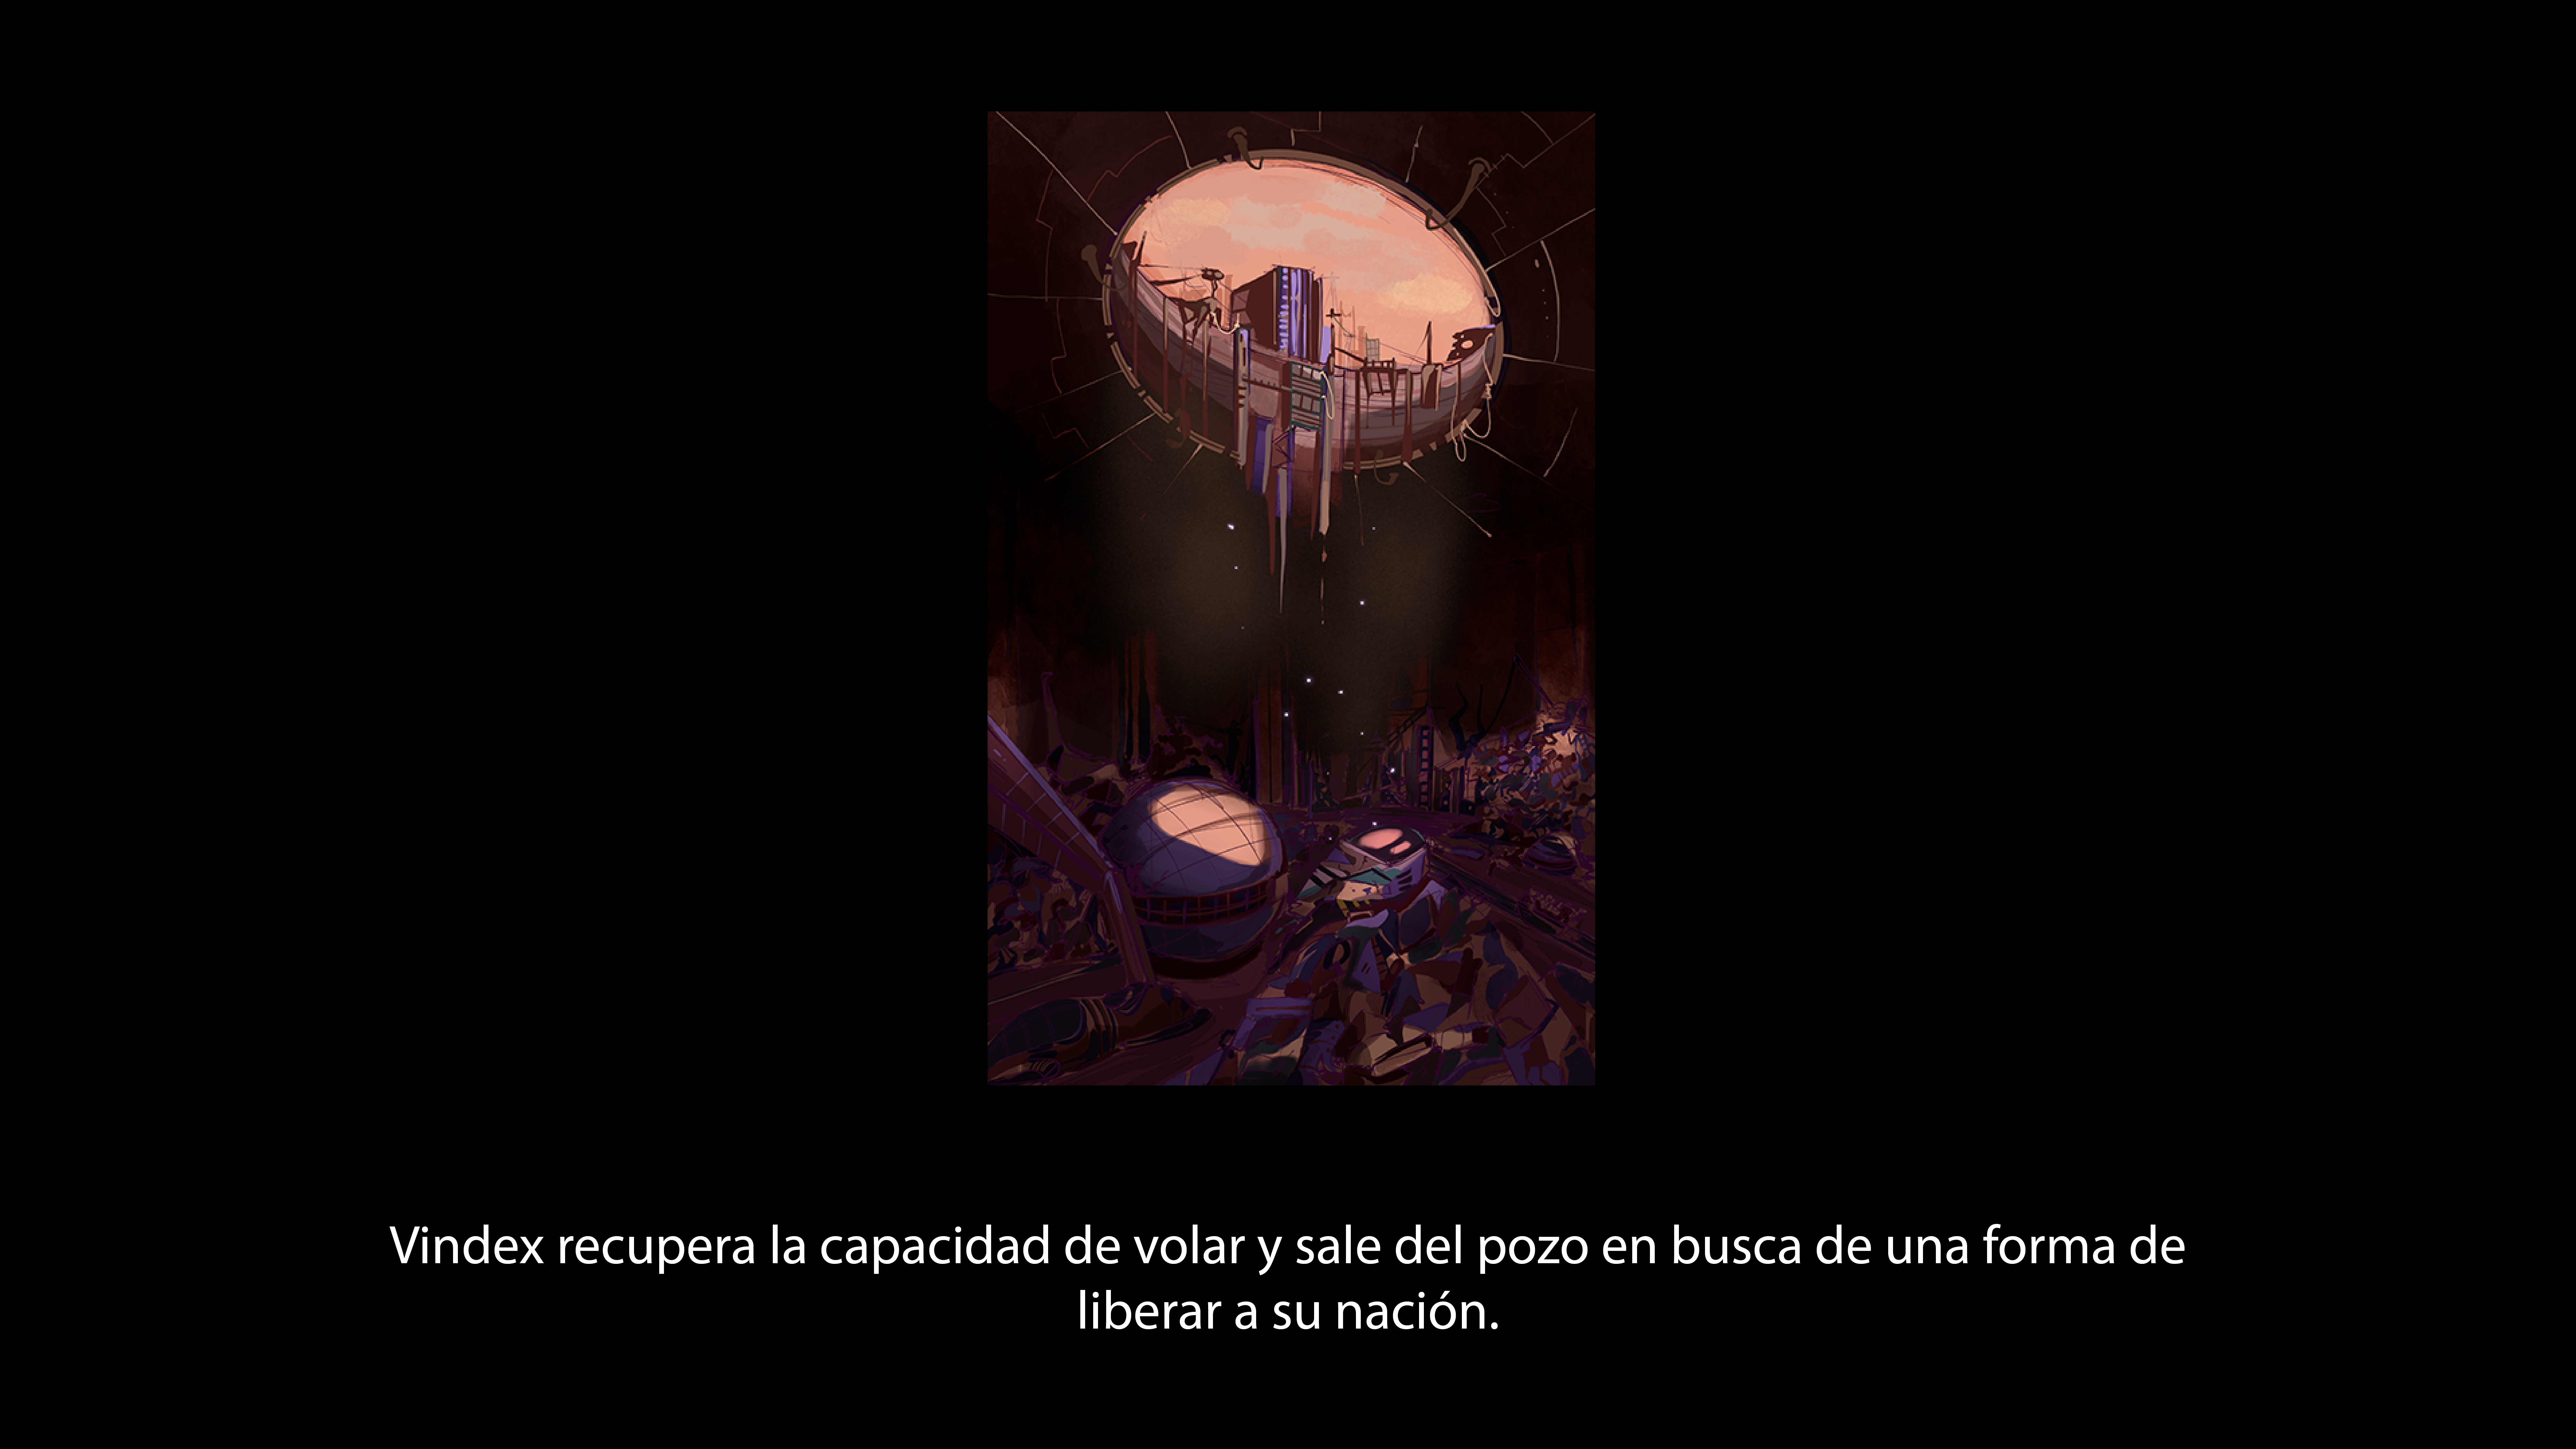 Vindex recupera la capacidad de volar y sale del pozo en busca de una forma de
liberar a su nación.